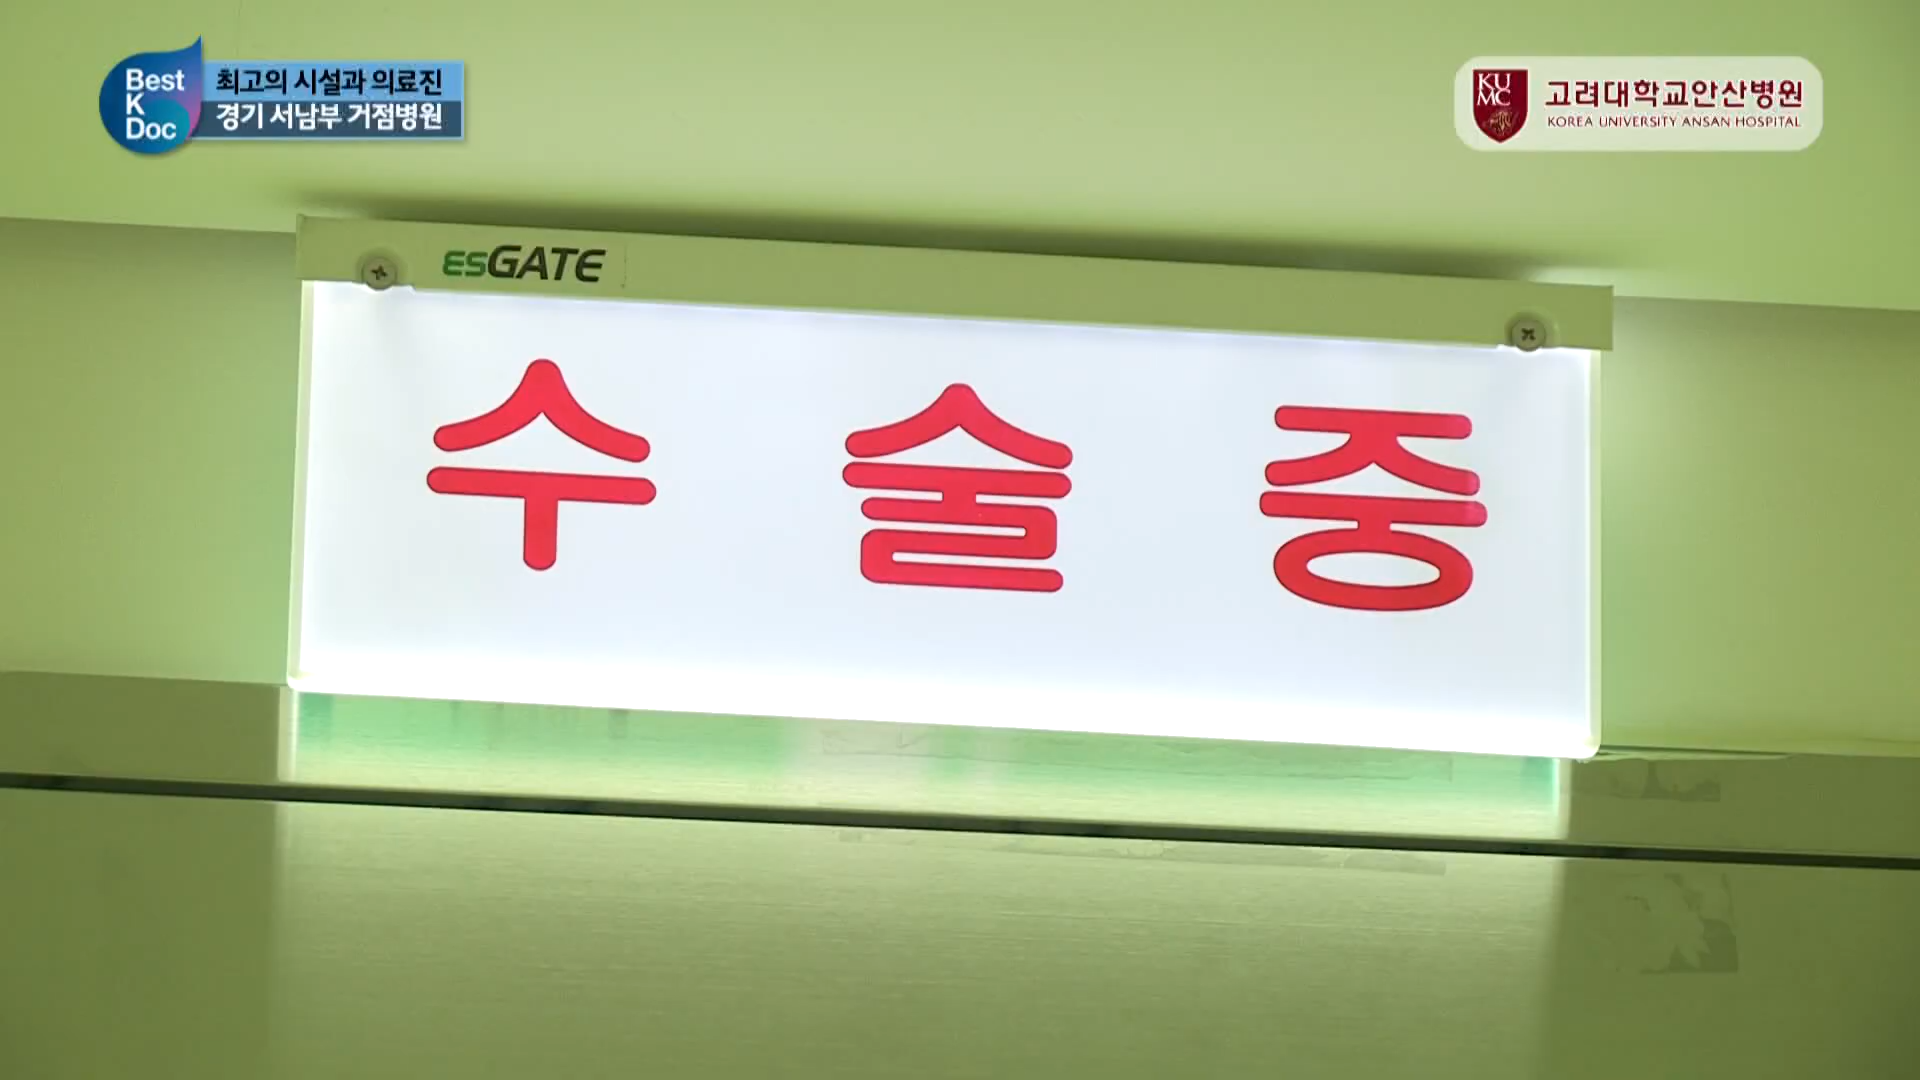 Best
K
Doc
최고의 시설과 의료진
경기 서남부 거점병원
KU
MC
고려대학교안산병원
KOREA UNIVERSITY ANSAN HOSPITAL
esGATE
수 술 중